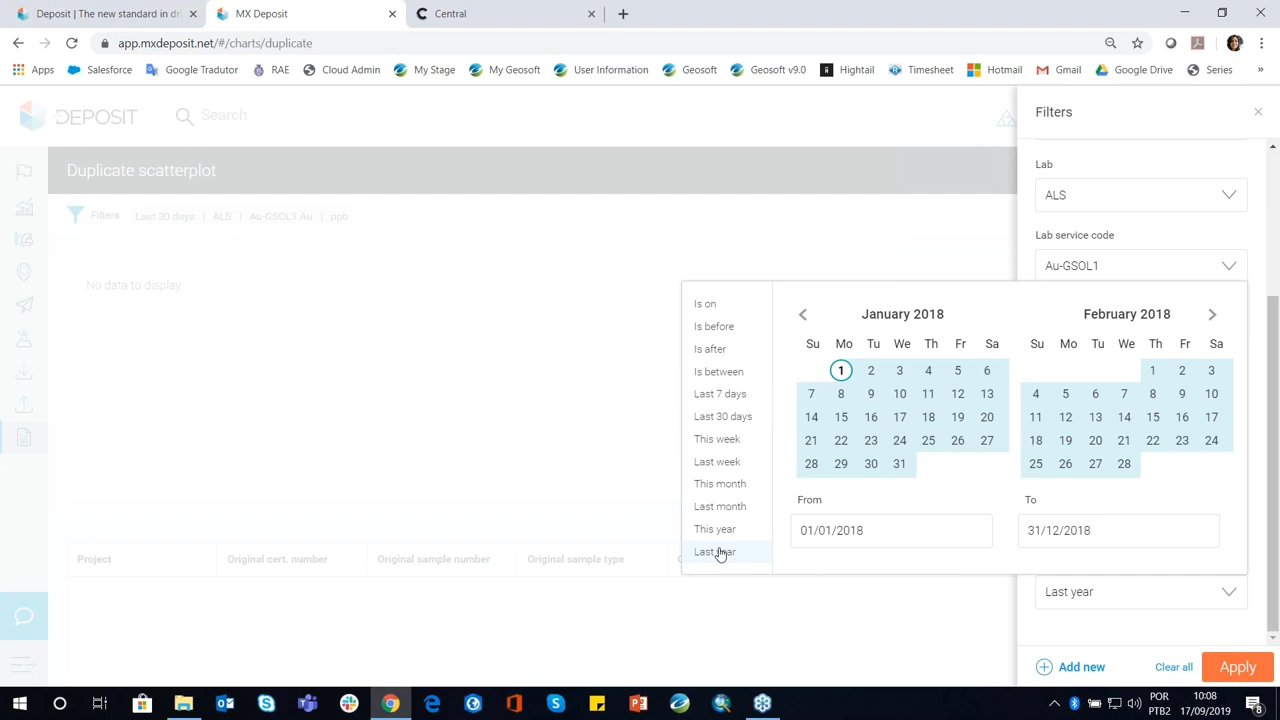 Deposit | The new standard in dr
MX Deposit
Central
app.mxdeposit.net/#/charts/duplicate
Apps
Salesforce
Google Tradutor
RAE
Cloud Admin
My Stage
My Geosoft
User Information
Geosoft
Geosoft v9.0
Hightail
Timesheet
Hotmail
Gmail
Google Drive
Series
»
DEPOSIT
Search
Filters
Duplicate scatterplot
Lab
ALS
Filters
Last 30 days | ALS | Au-GSOL1 Au | ppb
Lab service code
Au-GSOL1
No data to display
Is on
Is before
Is after
Is between
Last 7 days
Last 30 days
This week
Last week
This month
Last month
This year
Last year
January 2018
Su Mo Tu We Th Fr Sa
1 2 3 4 5 6
7 8 9 10 11 12 13
14 15 16 17 18 19 20
21 22 23 24 25 26 27
28 29 30 31
February 2018
Su Mo Tu We Th Fr Sa
1 2 3
4 5 6 7 8 9 10
11 12 13 14 15 16 17
18 19 20 21 22 23 24
25 26 27 28
From
01/01/2018
To
31/12/2018
Project
Original cert. number
Original sample number
Original sample type
Last year
Add new
Clear all
Apply
POR
PTB2
10:08
17/09/2019
8